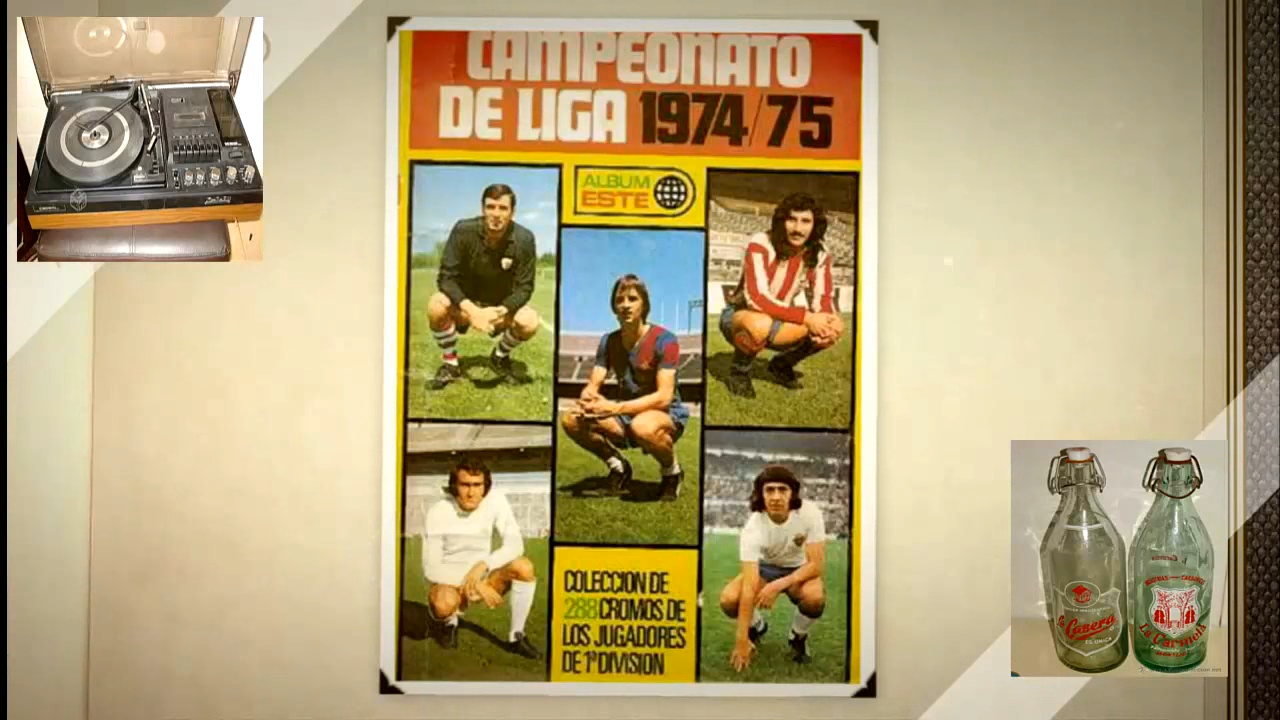 CAMPEONATO
DE LIGA 1974/75
ALBUM
ESTE
COLECCION DE
288 CROMOS DE
LOS JUGADORES
DE 1ª DIVISION
La Casera
La Carmela